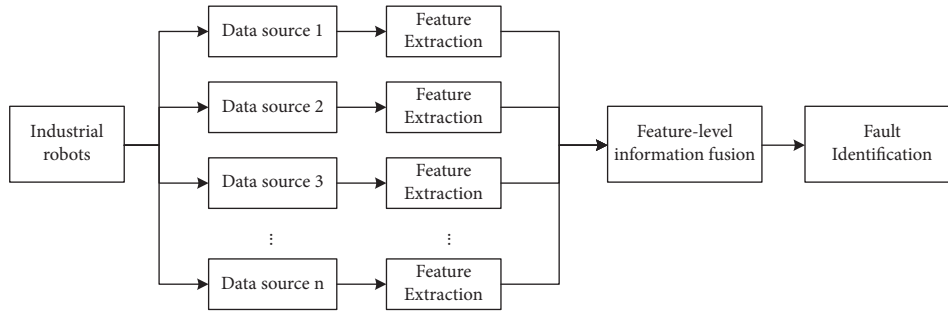 Industrial
robots
Data source 1
Feature
Extraction
Data source 2
Feature
Extraction
Data source 3
Feature
Extraction
⋮
⋮
Data source n
Feature
Extraction
Feature-level
information fusion
Fault
Identification